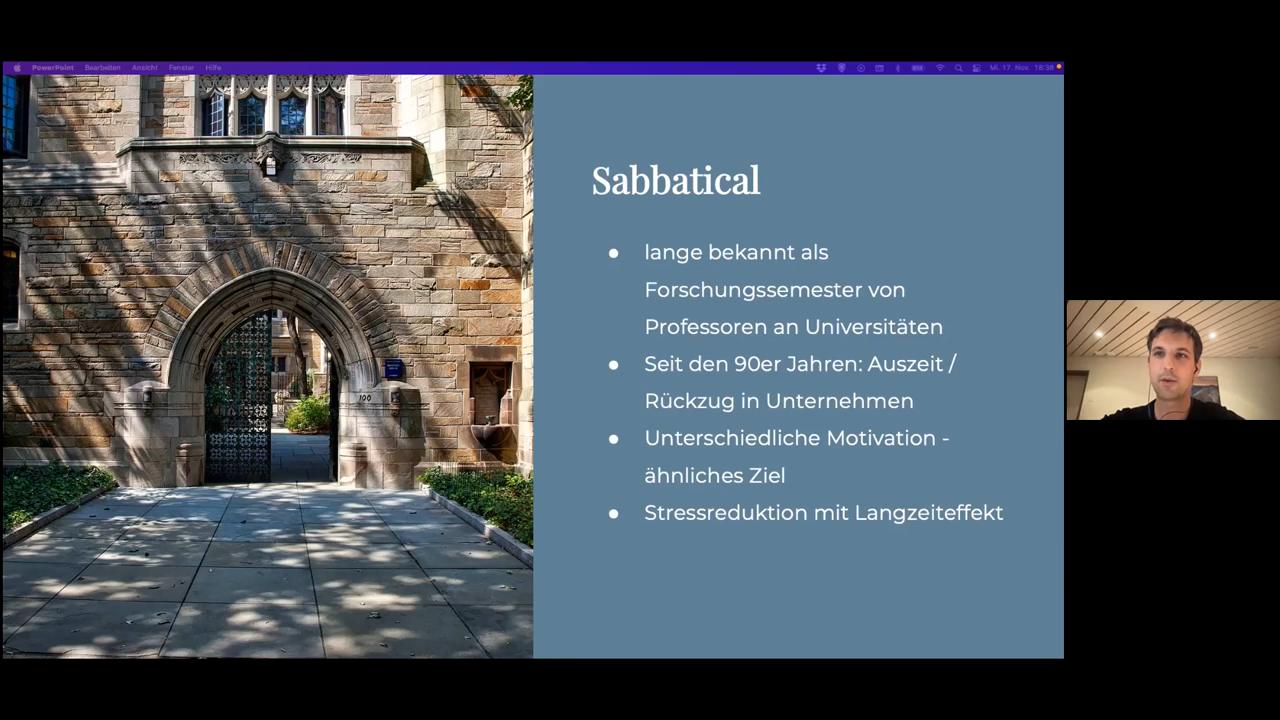 PowerPoint Bearbeiten Ansicht Fenster Hilfe
Mi. 17. Nov. 18:38
Sabbatical
● lange bekannt als
Forschungssemester von
Professoren an Universitäten
● Seit den 90er Jahren: Auszeit /
Rückzug in Unternehmen
● Unterschiedliche Motivation -
ähnliches Ziel
● Stressreduktion mit Langzeiteffekt
100